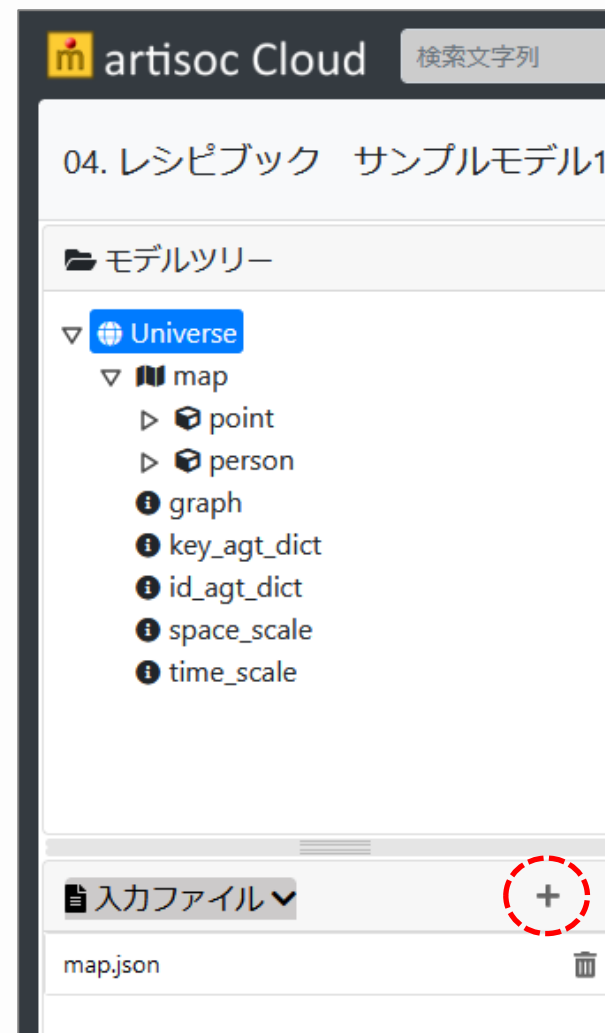 artisoc Cloud
検索文字列
04. レシピブック　サンプルモデル1
モデルツリー
Universe
map
point
person
graph
key_agt_dict
id_agt_dict
space_scale
time_scale
入力ファイル
map.json